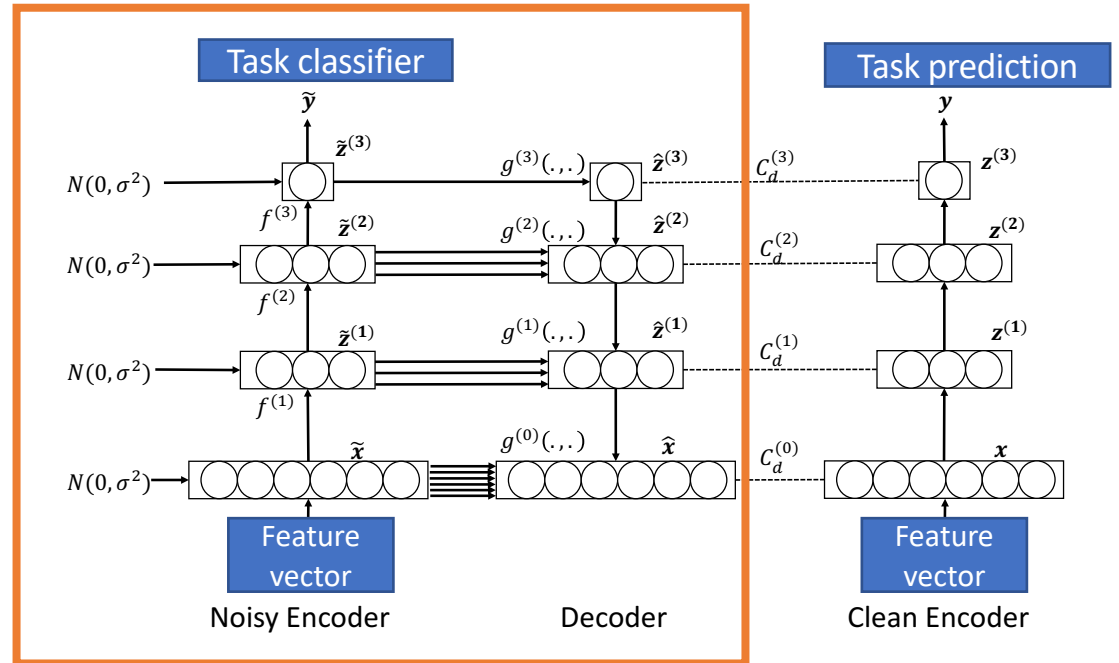 Task classifier
Task prediction
ỹ
y
z̃⁽³⁾
g⁽³⁾(.,.)
ẑ⁽³⁾
C_d⁽³⁾
z⁽³⁾
N(0, σ²)
f⁽³⁾
z̃⁽²⁾
g⁽²⁾(.,.)
ẑ⁽²⁾
C_d⁽²⁾
z⁽²⁾
N(0, σ²)
f⁽²⁾
z̃⁽¹⁾
g⁽¹⁾(.,.)
ẑ⁽¹⁾
C_d⁽¹⁾
z⁽¹⁾
N(0, σ²)
f⁽¹⁾
x̃
g⁽⁰⁾(.,.)
x̂
C_d⁽⁰⁾
x
N(0, σ²)
Feature
vector
Feature
vector
Noisy Encoder
Decoder
Clean Encoder